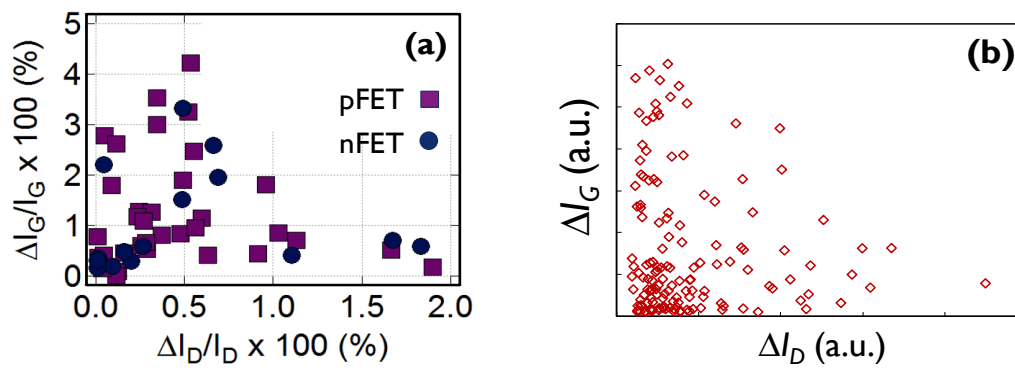 5
4
3
2
1
0
ΔI_G/I_G x 100 (%)
(a)
pFET
nFET
0.0 0.5 1.0 1.5 2.0
ΔI_D/I_D x 100 (%)
(b)
ΔI_G (a.u.)
ΔI_D (a.u.)